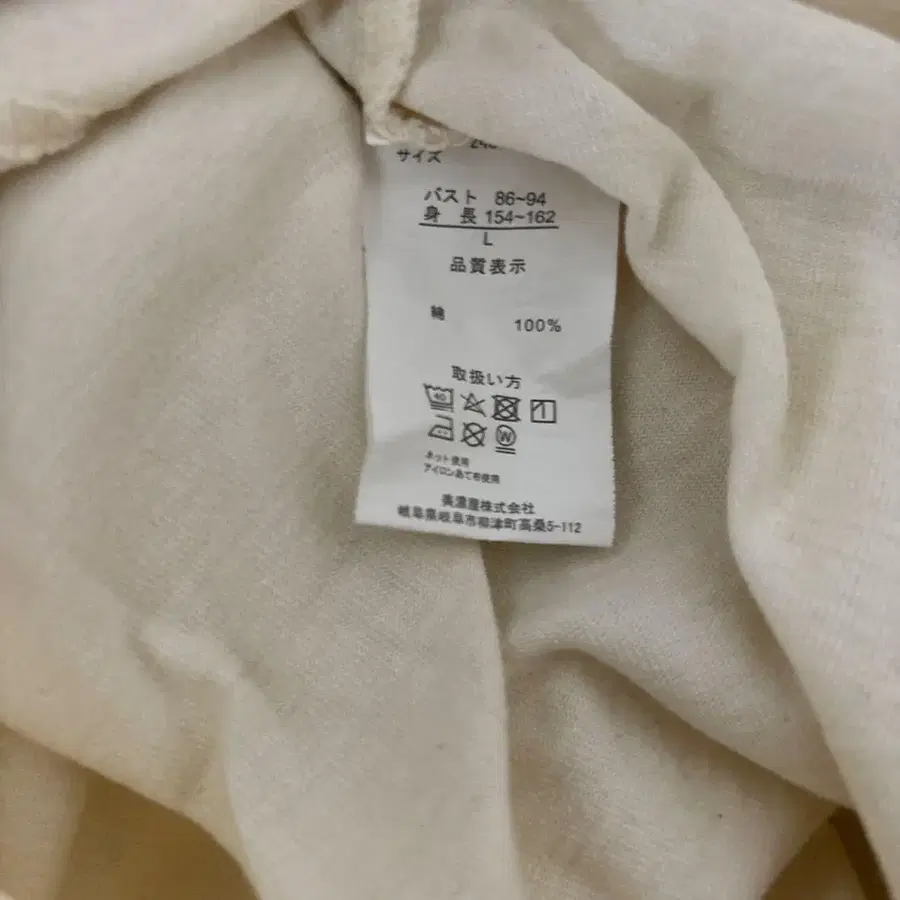 サイズ
バスト 86~94
身 長 154~162
L
品質表示
綿 100%
取扱い方
40
W
ネット使用
アイロンあて布使用
美濃屋株式会社
岐阜県岐阜市柳津町高桑5-112